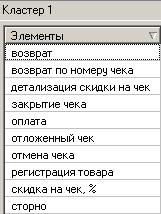 Кластер 1
Элементы
возврат
возврат по номеру чека
детализация скидки на чек
закрытие чека
оплата
отложенный чек
отмена чека
регистрация товара
скидка на чек, %
сторно